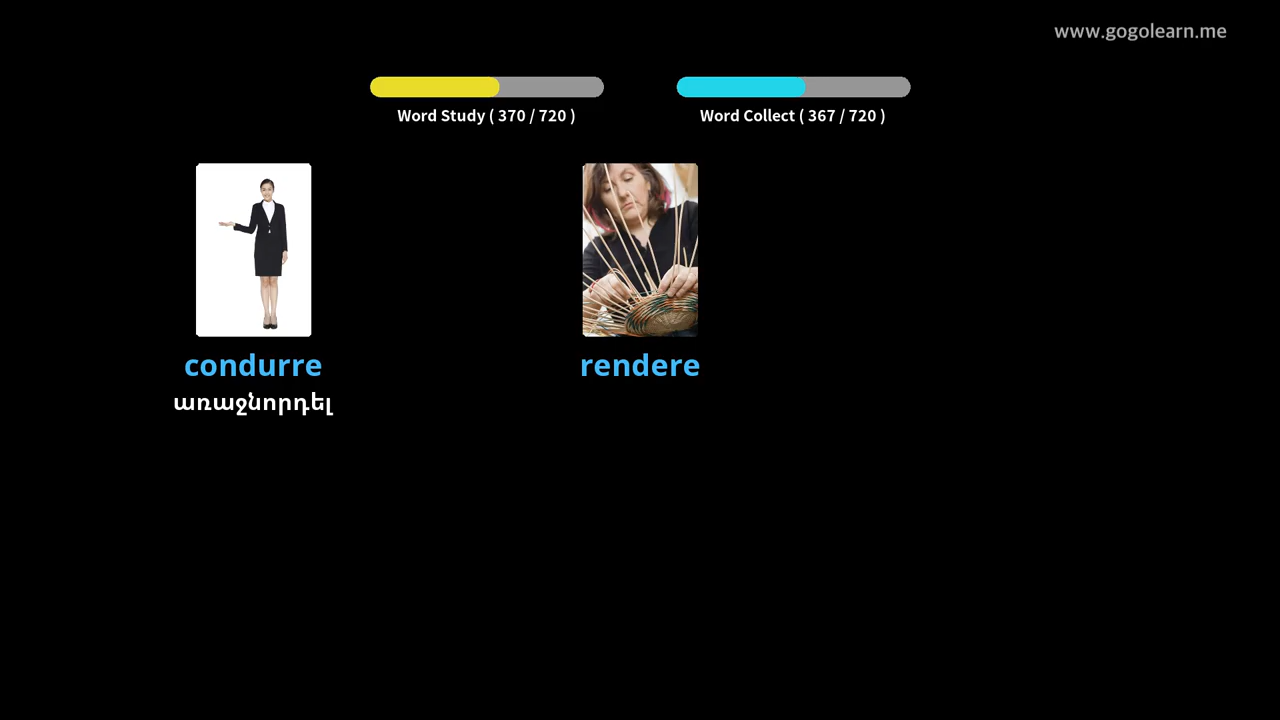 www.gogolearn.me
Word Study ( 370 / 720 )
Word Collect ( 367 / 720 )
condurre
առաջնորդել
rendere